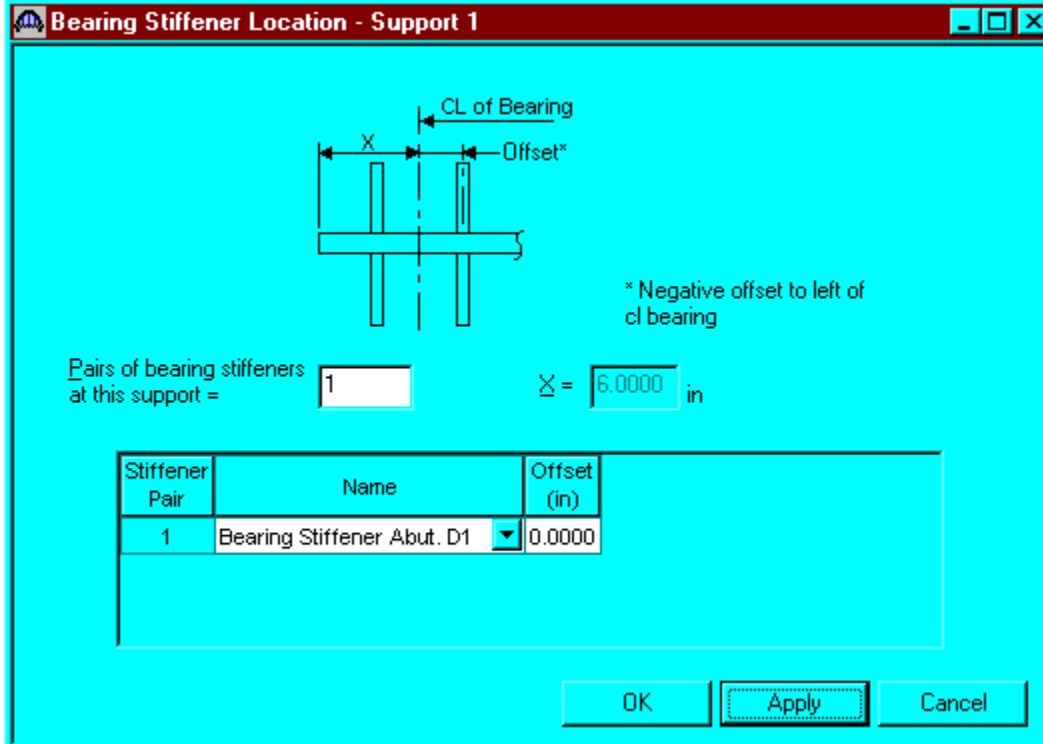 Bearing Stiffener Location - Support 1
CL of Bearing
X
Offset*
* Negative offset to left of
cl bearing
Pairs of bearing stiffeners
at this support =
1
X =
6.0000
in
Stiffener
Pair
Name
Offset
(in)
1
Bearing Stiffener Abut. D1
0.0000
OK
Apply
Cancel